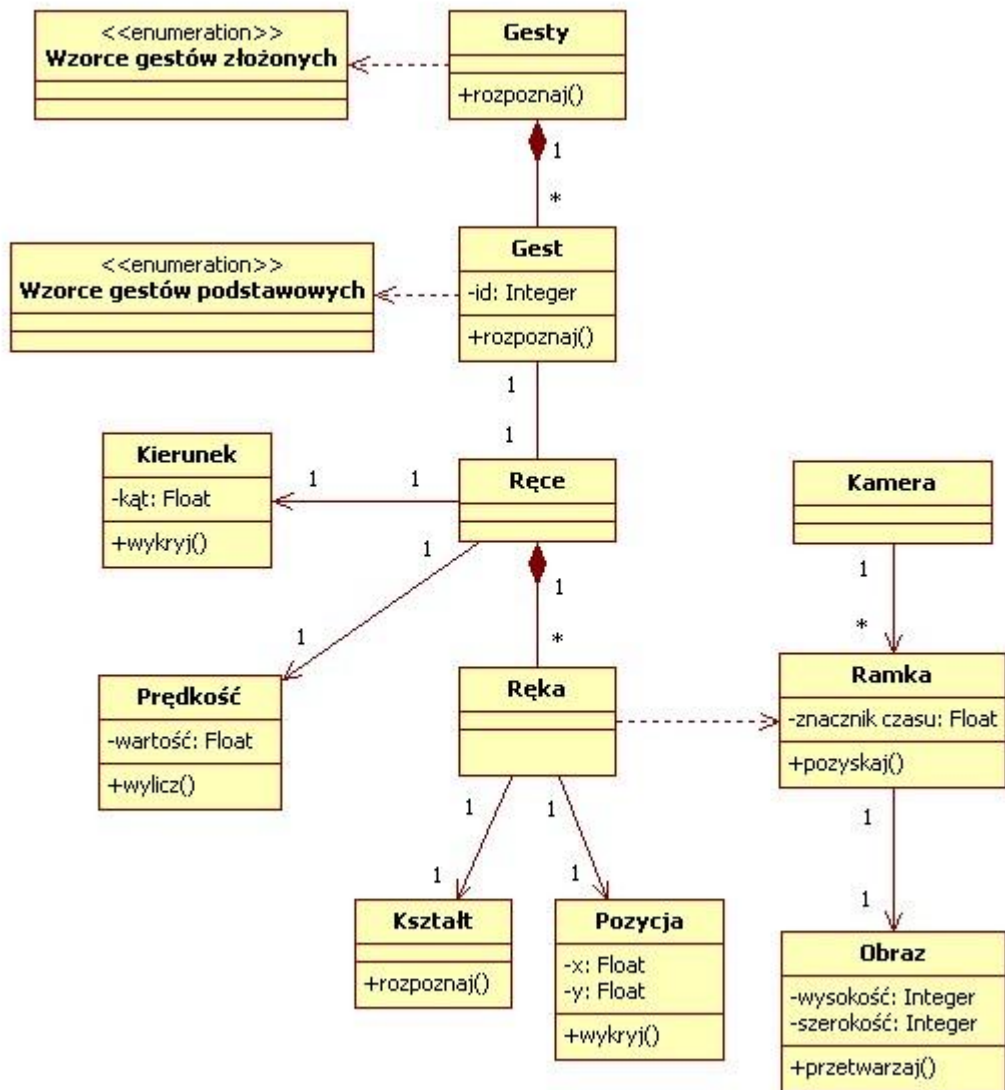 <<enumeration>>
Wzorce gestów złożonych
Gesty
+rozpoznaj()
1
*
<<enumeration>>
Wzorce gestów podstawowych
Gest
-id: Integer
+rozpoznaj()
1
1
Kierunek
-kąt: Float
+wykryj()
1
1
Ręce
Kamera
1
1
1
1
*
*
Prędkość
-wartość: Float
+wylicz()
Ręka
Ramka
-znacznik czasu: Float
+pozyskaj()
1
1
1
1
1
1
Kształt
+rozpoznaj()
Pozycja
-x: Float
-y: Float
+wykryj()
Obraz
-wysokość: Integer
-szerokość: Integer
+przetwarzaj()